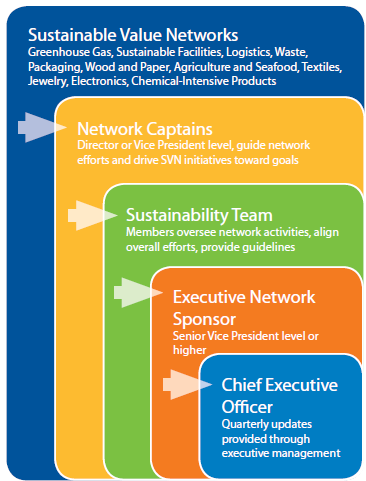 Sustainable Value Networks
Greenhouse Gas, Sustainable Facilities, Logistics, Waste,
Packaging, Wood and Paper, Agriculture and Seafood, Textiles,
Jewelry, Electronics, Chemical-Intensive Products
Network Captains
Director or Vice President level, guide network
efforts and drive SVN initiatives toward goals
Sustainability Team
Members oversee network activities, align
overall efforts, provide guidelines
Executive Network
Sponsor
Senior Vice President level or
higher
Chief Executive
Officer
Quarterly updates
provided through
executive management